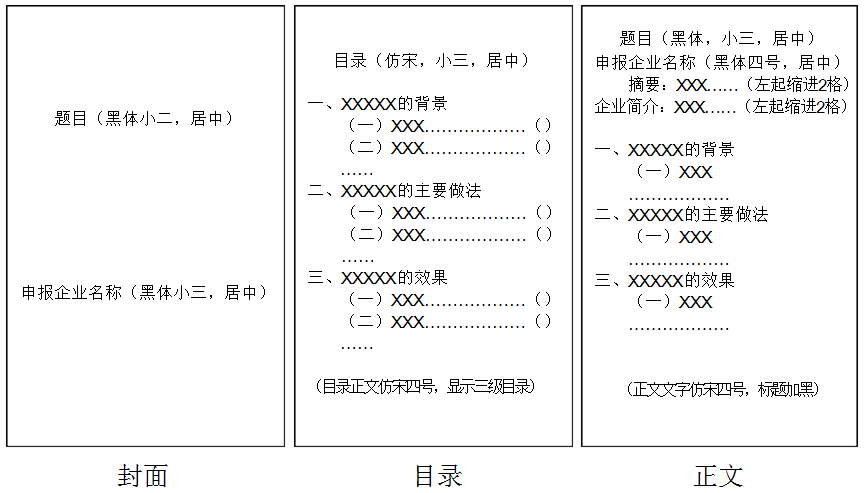 题目（黑体小二，居中）
申报企业名称（黑体小三，居中）
封面
目录（仿宋，小三，居中）
一、XXXXX的背景
（一）XXX………………（）
（二）XXX………………（）
……
二、XXXXX的主要做法
（一）XXX………………（）
（二）XXX………………（）
……
三、XXXXX的效果
（一）XXX………………（）
（二）XXX………………（）
……
（目录正文仿宋四号，显示三级目录）
目录
题目（黑体，小三，居中）
申报企业名称（黑体四号，居中）
摘要：XXX……（左起缩进2格）
企业简介：XXX……（左起缩进2格）
一、XXXXX的背景
（一）XXX
………………
二、XXXXX的主要做法
（一）XXX
………………
三、XXXXX的效果
（一）XXX
………………
（正文文字仿宋四号，标题加黑）
正文